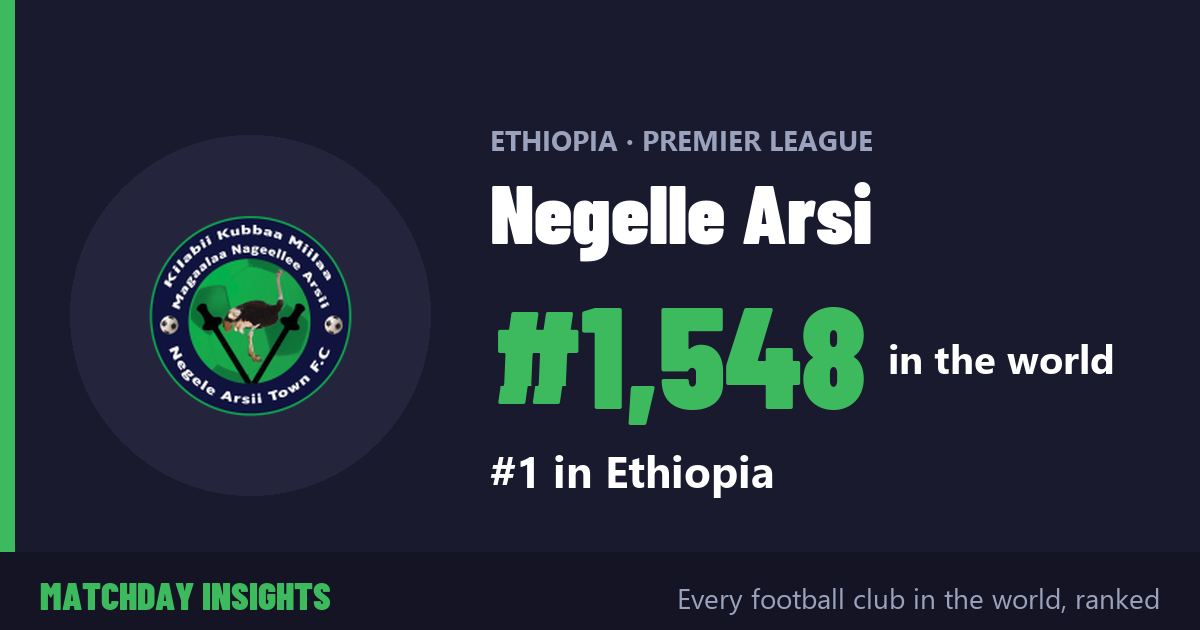 ETHIOPIA · PREMIER LEAGUE
Negelle Arsi
#1,548 in the world
#1 in Ethiopia
Kilabii Kubbaa Miilaa
Magaalaa Nageellee Arsii
Negele Arsii Town F.C
MATCHDAY INSIGHTS
Every football club in the world, ranked